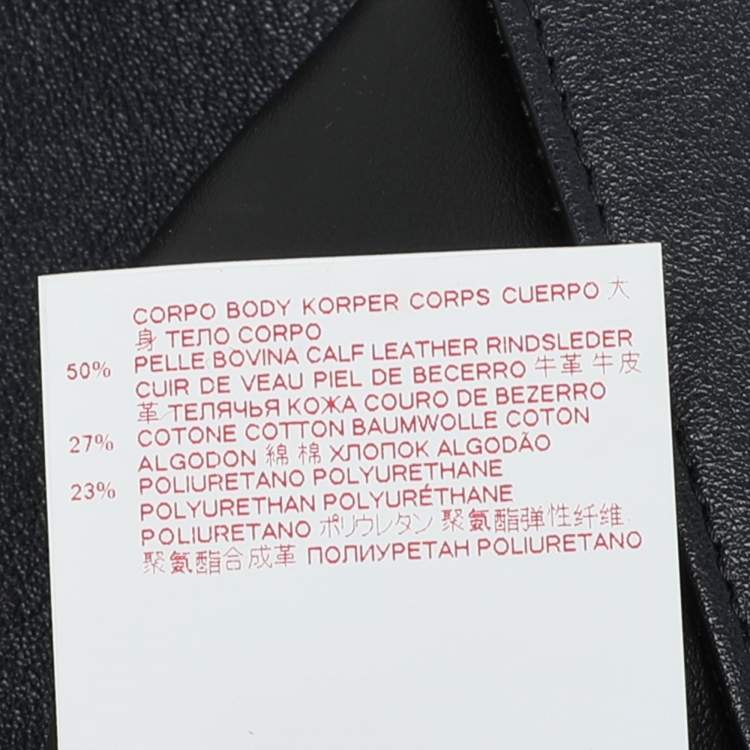 CORPO BODY KORPER CORPS CUERPO 大
身 ТЕЛО CORPO
50% PELLE BOVINA CALF LEATHER RINDSLEDER
CUIR DE VEAU PIEL DE BECERRO 牛革 牛皮
革 ТЕЛЯЧЬЯ КОЖА COURO DE BEZERRO
27% COTONE COTTON BAUMWOLLE COTON
ALGODON 綿 棉 ХЛОПОК ALGODÃO
23% POLIURETANO POLYURETHANE
POLYURETHAN POLYURÉTHANE
POLIURETANO ポリウレタン 聚氨酯弹性纤维
聚氨酯合成革 ПОЛИУРЕТАН POLIURETANO